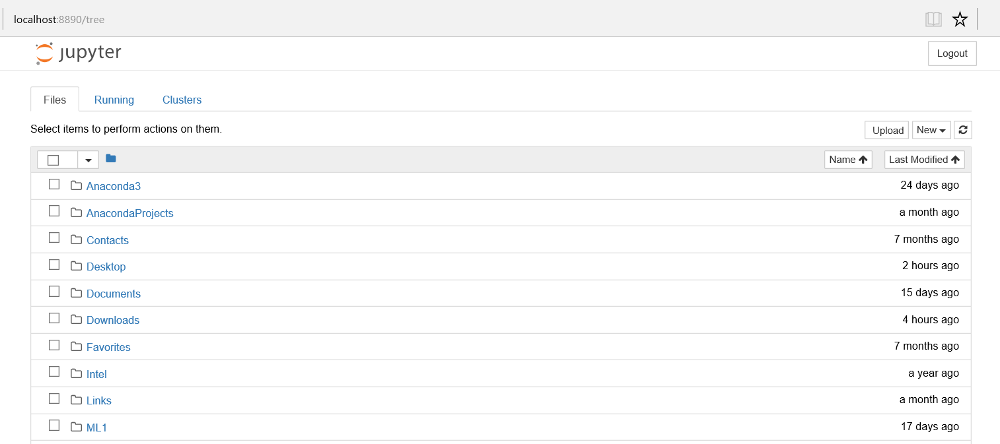 localhost:8890/tree
jupyter
Logout
Files Running Clusters
Select items to perform actions on them.
Upload New
Name Last Modified
Anaconda3 24 days ago
AnacondaProjects a month ago
Contacts 7 months ago
Desktop 2 hours ago
Documents 15 days ago
Downloads 4 hours ago
Favorites 7 months ago
Intel a year ago
Links a month ago
ML1 17 days ago